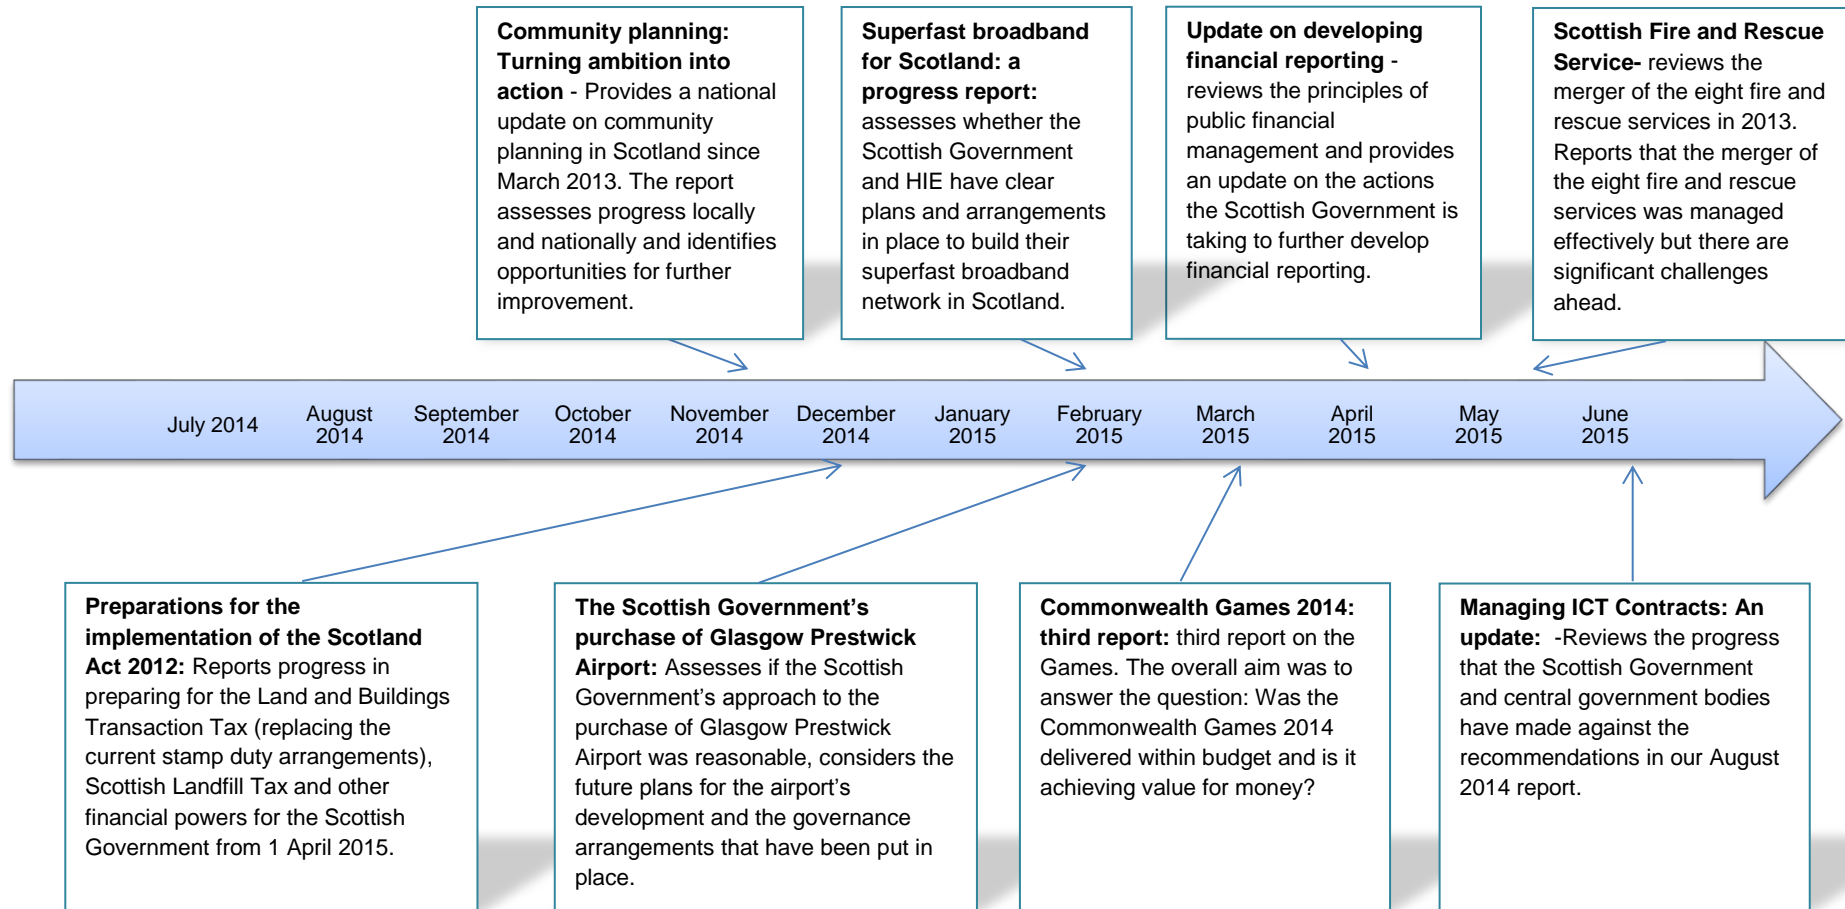 Community planning:
Turning ambition into
action - Provides a national
update on community
planning in Scotland since
March 2013. The report
assesses progress locally
and nationally and identifies
opportunities for further
improvement.
Superfast broadband
for Scotland: a
progress report:
assesses whether the
Scottish Government
and HIE have clear
plans and arrangements
in place to build their
superfast broadband
network in Scotland.
Update on developing
financial reporting -
reviews the principles of
public financial
management and provides
an update on the actions
the Scottish Government is
taking to further develop
financial reporting.
Scottish Fire and Rescue
Service- reviews the
merger of the eight fire and
rescue services in 2013.
Reports that the merger of
the eight fire and rescue
services was managed
effectively but there are
significant challenges
ahead.
July 2014
August
2014
September
2014
October
2014
November
2014
December
2014
January
2015
February
2015
March
2015
April
2015
May
2015
June
2015
Preparations for the
implementation of the Scotland
Act 2012: Reports progress in
preparing for the Land and Buildings
Transaction Tax (replacing the
current stamp duty arrangements),
Scottish Landfill Tax and other
financial powers for the Scottish
Government from 1 April 2015.
The Scottish Government’s
purchase of Glasgow Prestwick
Airport: Assesses if the Scottish
Government’s approach to the
purchase of Glasgow Prestwick
Airport was reasonable, considers the
future plans for the airport’s
development and the governance
arrangements that have been put in
place.
Commonwealth Games 2014:
third report: third report on the
Games. The overall aim was to
answer the question: Was the
Commonwealth Games 2014
delivered within budget and is it
achieving value for money?
Managing ICT Contracts: An
update: -Reviews the progress
that the Scottish Government
and central government bodies
have made against the
recommendations in our August
2014 report.